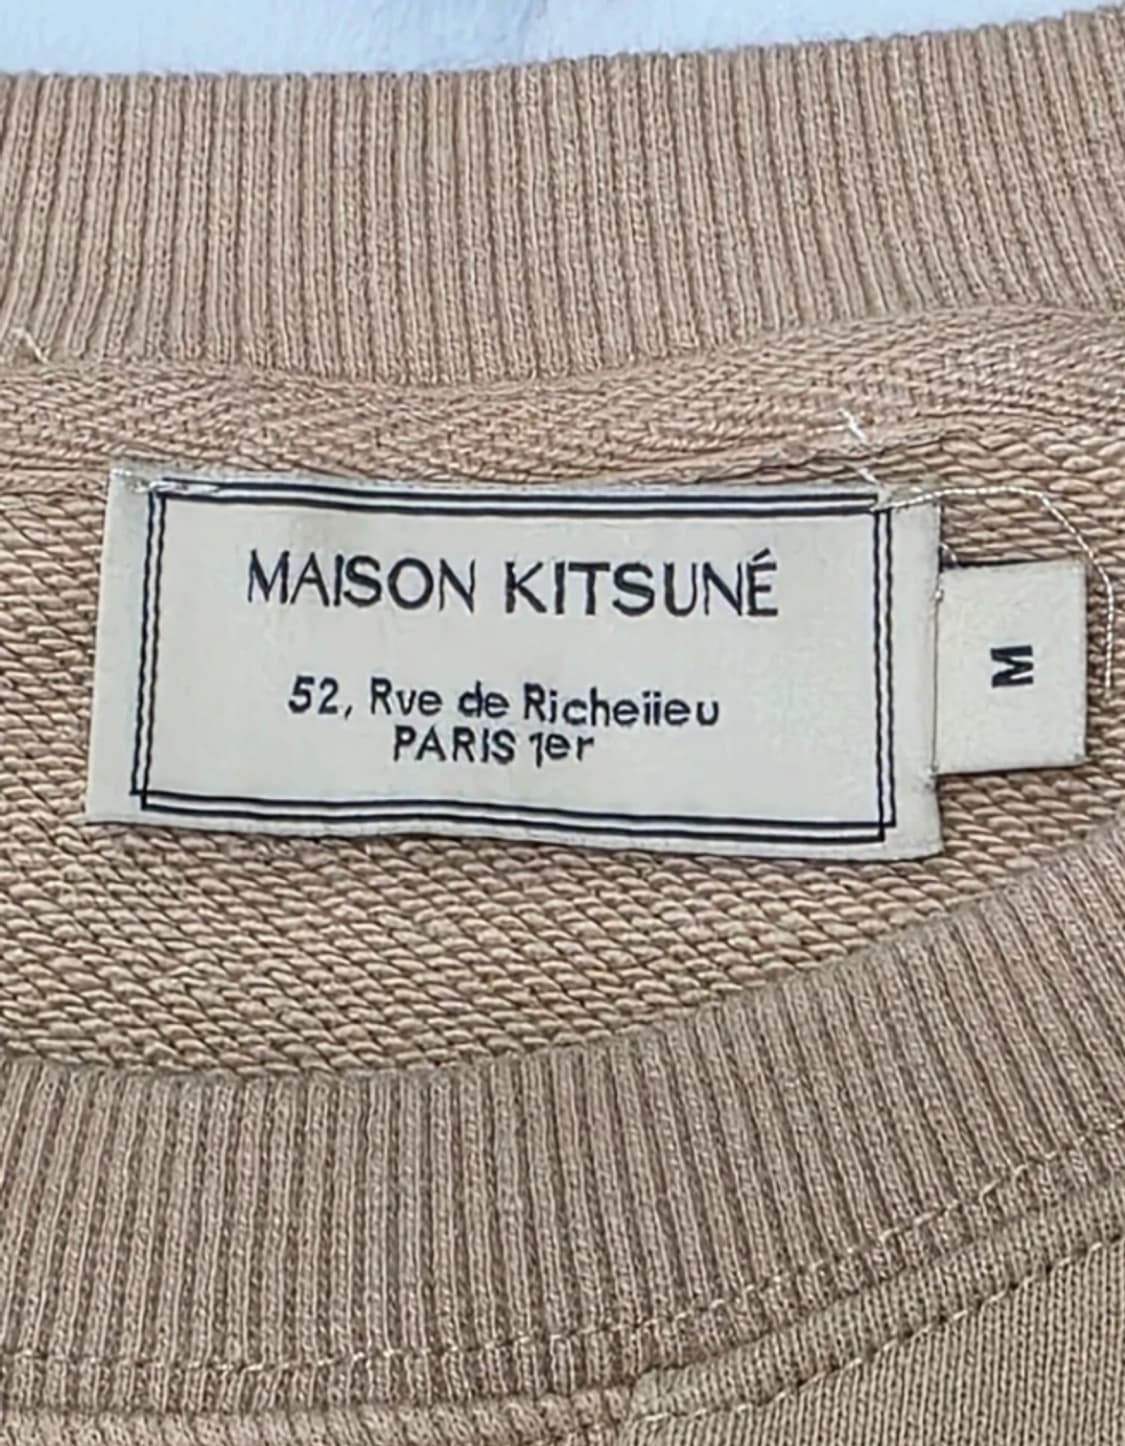 MAISON KITSUNÉ
52, Rve de Richeiieu
PARIS 1er
M